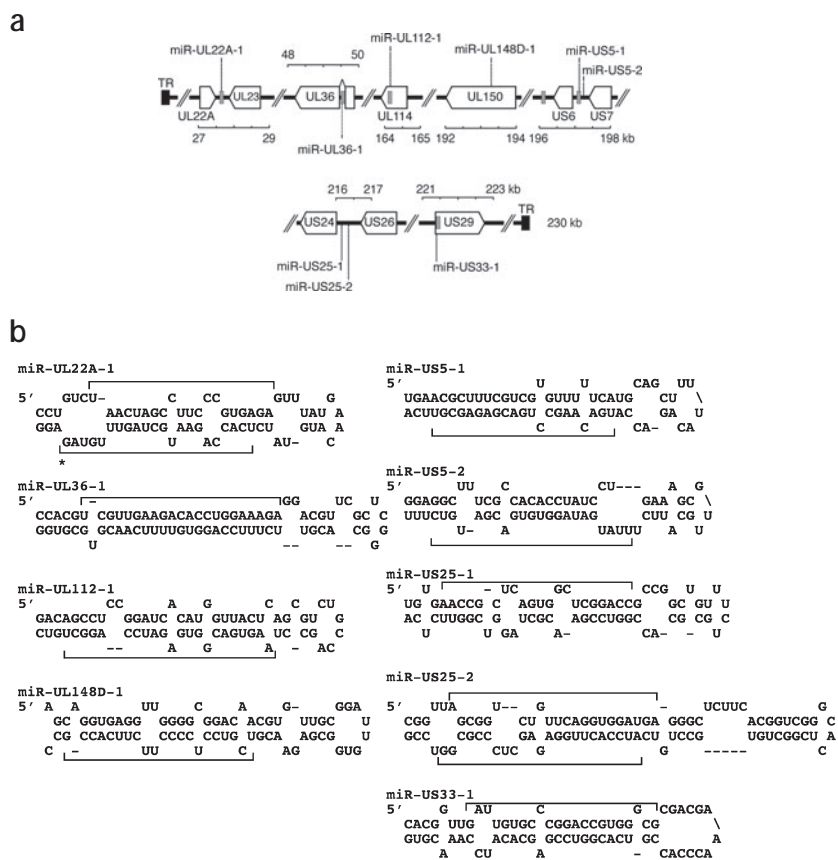 a
miR-UL22A-1
48
50
miR-UL112-1
miR-UL148D-1
miR-US5-1
miR-US5-2
TR
UL23
UL36
UL150
UL22A
UL114
US6
US7
27
29
miR-UL36-1
164
165
192
194
196
198 kb
216
217
221
223 kb
TR
US24
US26
US29
230 kb
miR-US25-1
miR-US25-2
miR-US33-1
b
miR-UL22A-1
5′ GUCU- C CC GUU G
CCU AACUAGC UUC GUGAGA UAU A
GGA UUGAUCG AAG CACUCU GUA A
GAUGU U AC AU- C
*
miR-UL36-1
5′ - GG UC U
CCACGU CGUUGAAGACACCUGGAAAGA ACGU GC C
GGUGCG GCAACUUUUGUGGACCUUUCU UGCA CG G
U -- -- G
miR-UL112-1
5′ CC A G C C CU
GACAGCCU GGAUC CAU GUUACU AG GU G
CUGUCGGA CCUAG GUG CAGUGA UC CG C
-- A G A - AC
miR-UL148D-1
5′ A A UU C A G- GGA
GC GGUGAGG GGGG GGAC ACGU UUGC U
CG CCACUUC CCCC CCUG UGCA AGCG U
C - UU U C AG GUG
miR-US5-1
5′ U U CAG UU
UGAACGCUUUCGUCG GUUU UCAUG CU \
ACUUGCGAGAGCAGU CGAA AGUAC GA U
C C CA- CA
miR-US5-2
5′ UU C CU--- A G
GGAGGC UCG CACACCUAUC GAA GC \
UUUCUG AGC GUGUGGAUAG CUU CG U
U- A UAUUU A U
miR-US25-1
5′ U - UC GC CCG U U
UG GAACCG C AGUG UCGGACCG GC GU U
AC CUUGGC G UCGC AGCCUGGC CG CG C
U U GA A- CA- - U
miR-US25-2
5′ UUA U-- G - UCUUC G
CGG GCGG CU UUCAGGUGGAUGA GGGC ACGGUCGG C
GCC CGCC GA AGGUUCACCUACU UCCG UGUCGGCU A
UGG CUC G G ----- C
miR-US33-1
5′ G AU C G CGACGA
CACG UUG UGUGC CGGACCGUGG CG \
GUGC AAC ACACG GCCUGGCACU GC A
A CU A - CACCCA